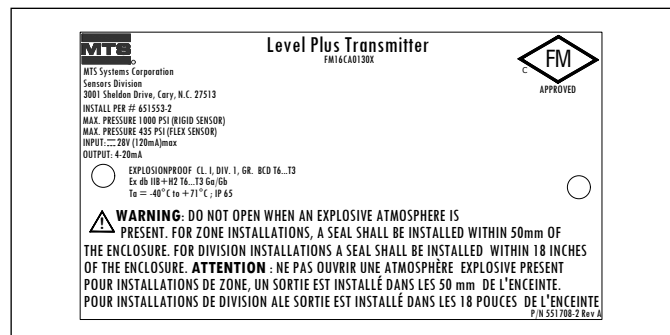 MTS
Level Plus Transmitter
FM16CA0130X
C FM
APPROVED
MTS Systems Corporation
Sensors Division
3001 Sheldon Drive, Cary, N.C. 27513
INSTALL PER # 651553-2
MAX. PRESSURE 1000 PSI (RIGID SENSOR)
MAX. PRESSURE 435 PSI (FLEX SENSOR)
INPUT: ⎓ 28V (120mA)max
OUTPUT: 4-20mA
EXPLOSIONPROOF CL. I, DIV. 1, GR. BCD T6...T3
Ex db IIB+H2 T6...T3 Ga/Gb
Ta = -40°C to +71°C ; IP 65
WARNING: DO NOT OPEN WHEN AN EXPLOSIVE ATMOSPHERE IS
PRESENT. FOR ZONE INSTALLATIONS, A SEAL SHALL BE INSTALLED WITHIN 50mm OF
THE ENCLOSURE. FOR DIVISION INSTALLATIONS A SEAL SHALL BE INSTALLED WITHIN 18 INCHES
OF THE ENCLOSURE. ATTENTION : NE PAS OUVRIR UNE ATMOSPHÈRE EXPLOSIVE PRESENT
POUR INSTALLATIONS DE ZONE, UN SORTIE EST INSTALLÉ DANS LES 50 mm DE L'ENCEINTE.
POUR INSTALLATIONS DE DIVISION ALE SORTIE EST INSTALLÉ DANS LES 18 POUCES DE L'ENCEINTE
P/N 551708-2 Rev A